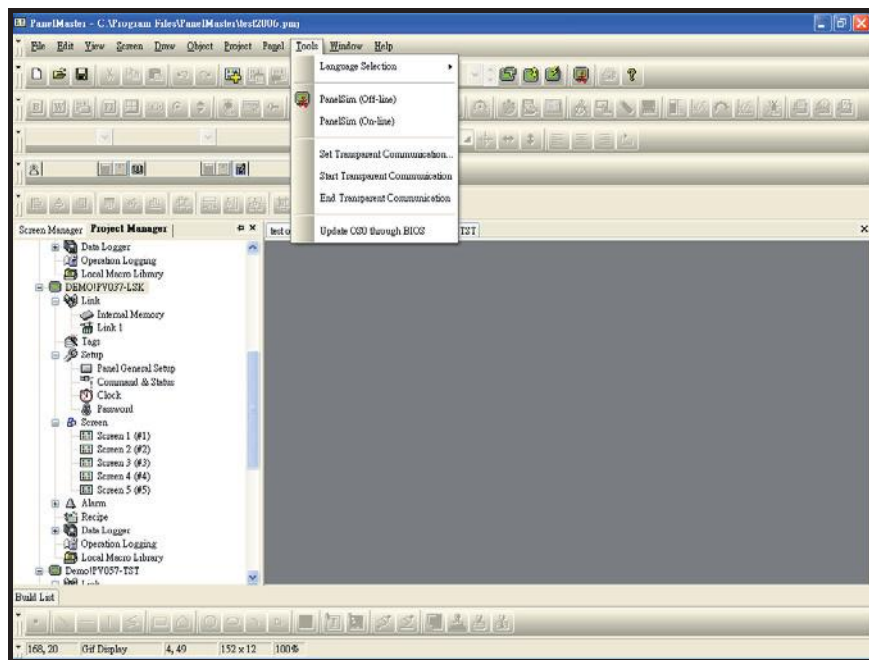 PanelMaster - C:\Program Files\PanelMaster\test2006.pmj
File Edit View Screen Draw Object Project Panel Tools Window Help
Language Selection
PanelSim (Off-line)
PanelSim (On-line)
Set Transparent Communication...
Start Transparent Communication
End Transparent Communication
Update OSU through BIOS
Screen Manager Project Manager
test o
TST
Data Logger
Operation Logging
Local Macro Library
DEMO!PV037-LSK
Link
Internal Memory
Link 1
Tags
Setup
Panel General Setup
Command & Status
Clock
Password
Screen
Screen 1 (#1)
Screen 2 (#2)
Screen 3 (#3)
Screen 4 (#4)
Screen 5 (#5)
Alarm
Recipe
Data Logger
Operation Logging
Local Macro Library
Demo!PV057-TST
Link
Build List
168, 20 Gif Display 4, 49 152 x 12 100%